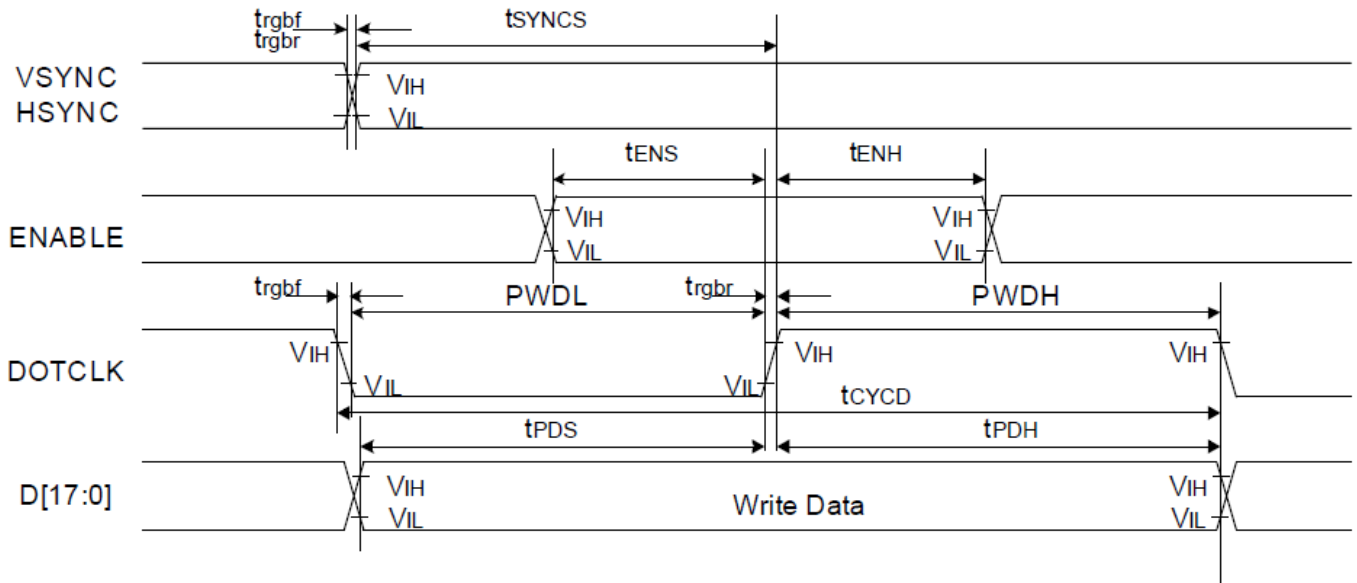 trgbf tSYNCS
trgbr
VSYNC VIH
HSYNC VIL
tENS tENH
ENABLE VIH VIH
VIL VIL
trgbf PWDL trgbr PWDH
DOTCLK VIH VIH VIH
VIL VIL
tCYCD
tPDS tPDH
D[17:0] VIH Write Data VIH
VIL VIL